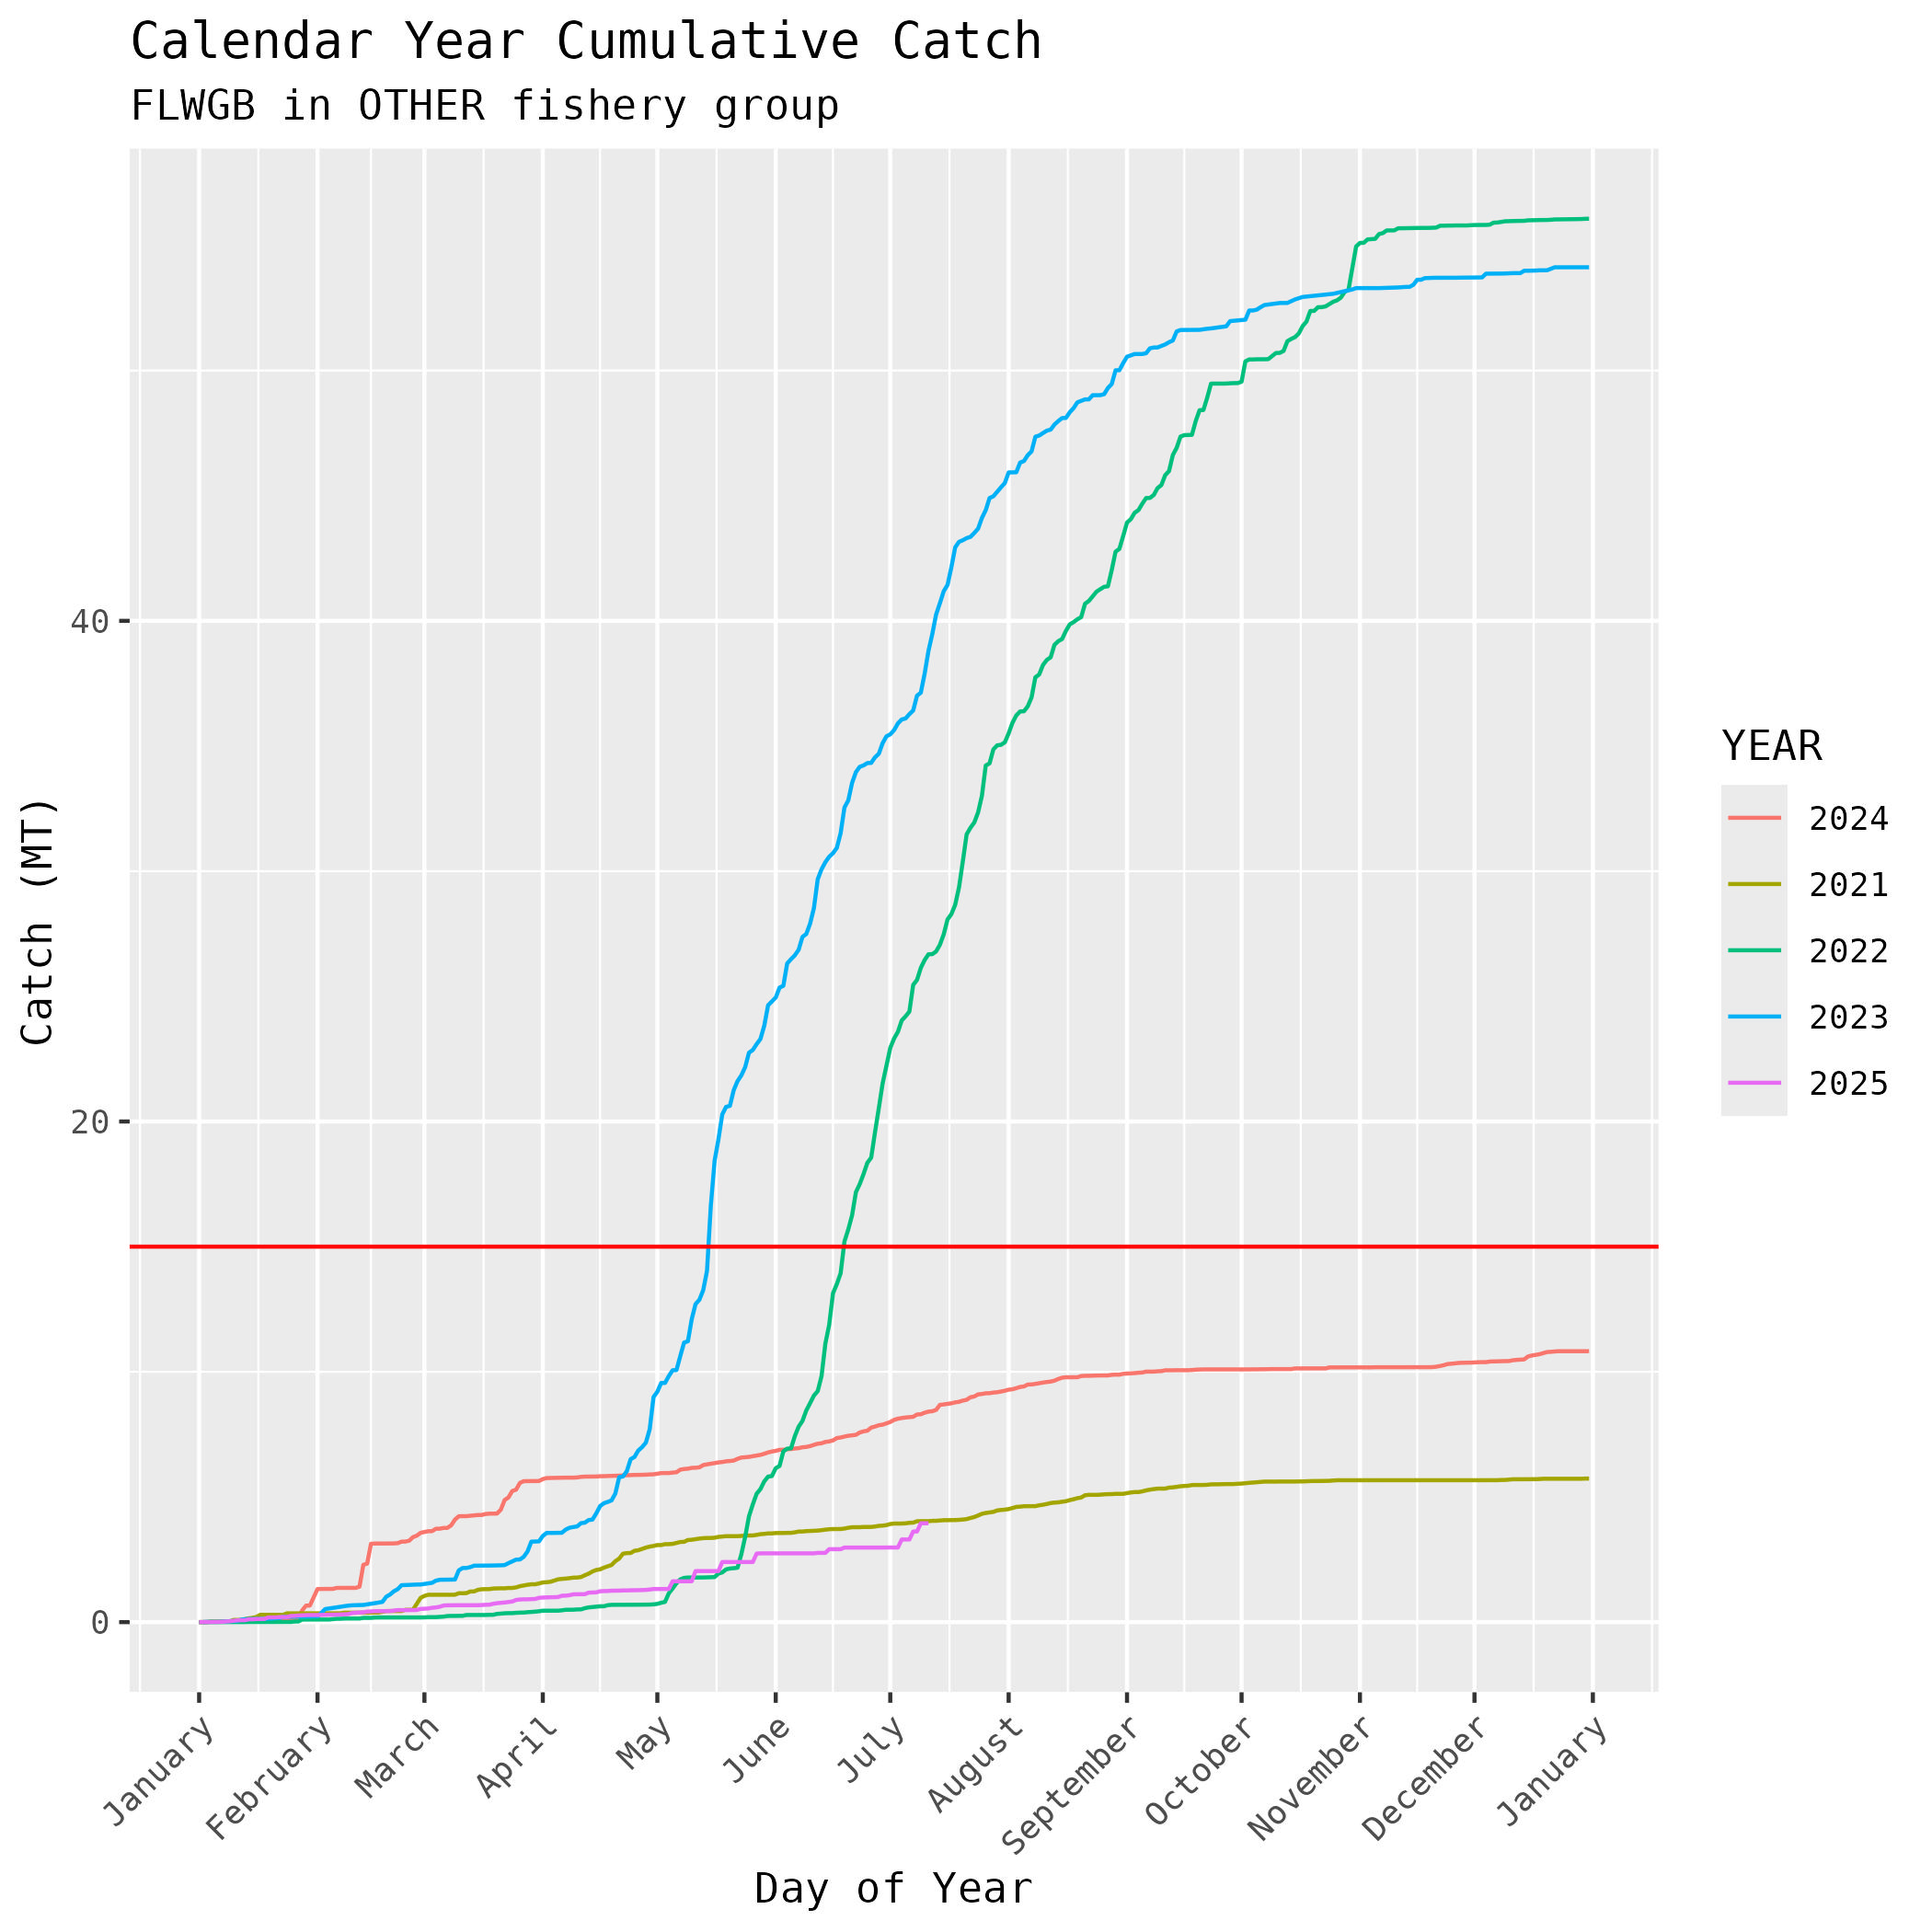 Calendar Year Cumulative Catch
FLWGB in OTHER fishery group
Catch (MT)
40
20
0
January
February
March
April
May
June
July
August
September
October
November
December
January
Day of Year
YEAR
2024
2021
2022
2023
2025